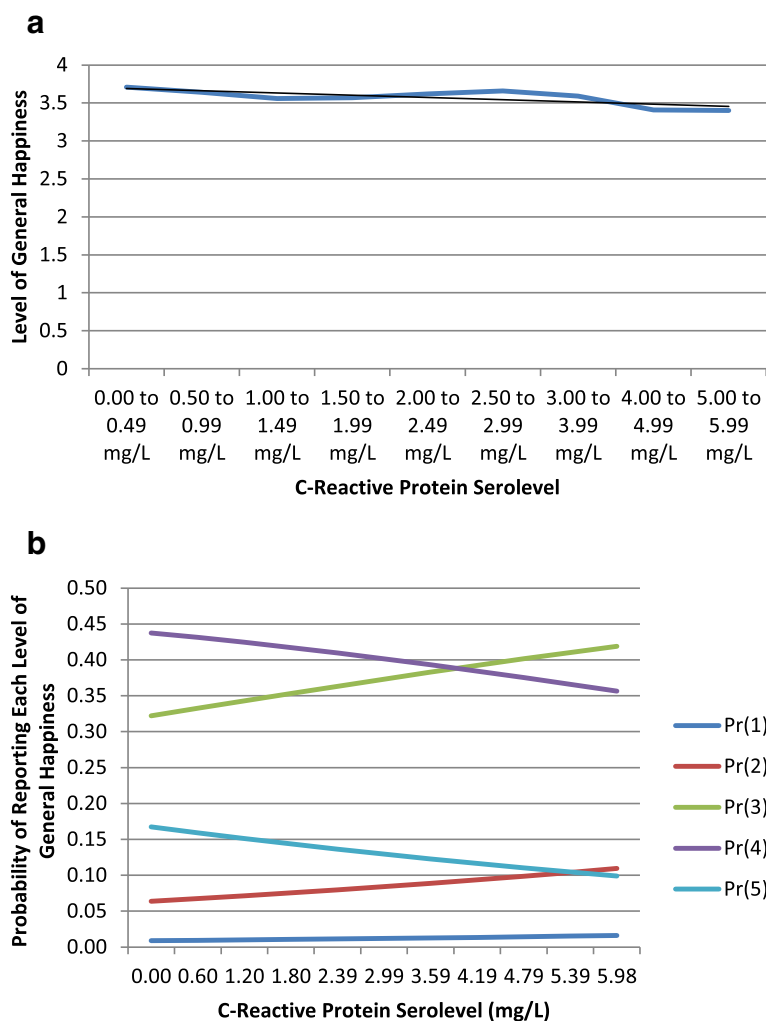 a
Level of General Happiness
4
3.5
3
2.5
2
1.5
1
0.5
0
0.00 to 0.50 to 1.00 to 1.50 to 2.00 to 2.50 to 3.00 to 4.00 to 5.00 to
0.49 0.99 1.49 1.99 2.49 2.99 3.99 4.99 5.99
mg/L mg/L mg/L mg/L mg/L mg/L mg/L mg/L mg/L
C-Reactive Protein Serolevel
b
Probability of Reporting Each Level of
General Happiness
0.50
0.45
0.40
0.35
0.30
0.25
0.20
0.15
0.10
0.05
0.00
0.00 0.60 1.20 1.80 2.39 2.99 3.59 4.19 4.79 5.39 5.98
C-Reactive Protein Serolevel (mg/L)
Pr(1)
Pr(2)
Pr(3)
Pr(4)
Pr(5)